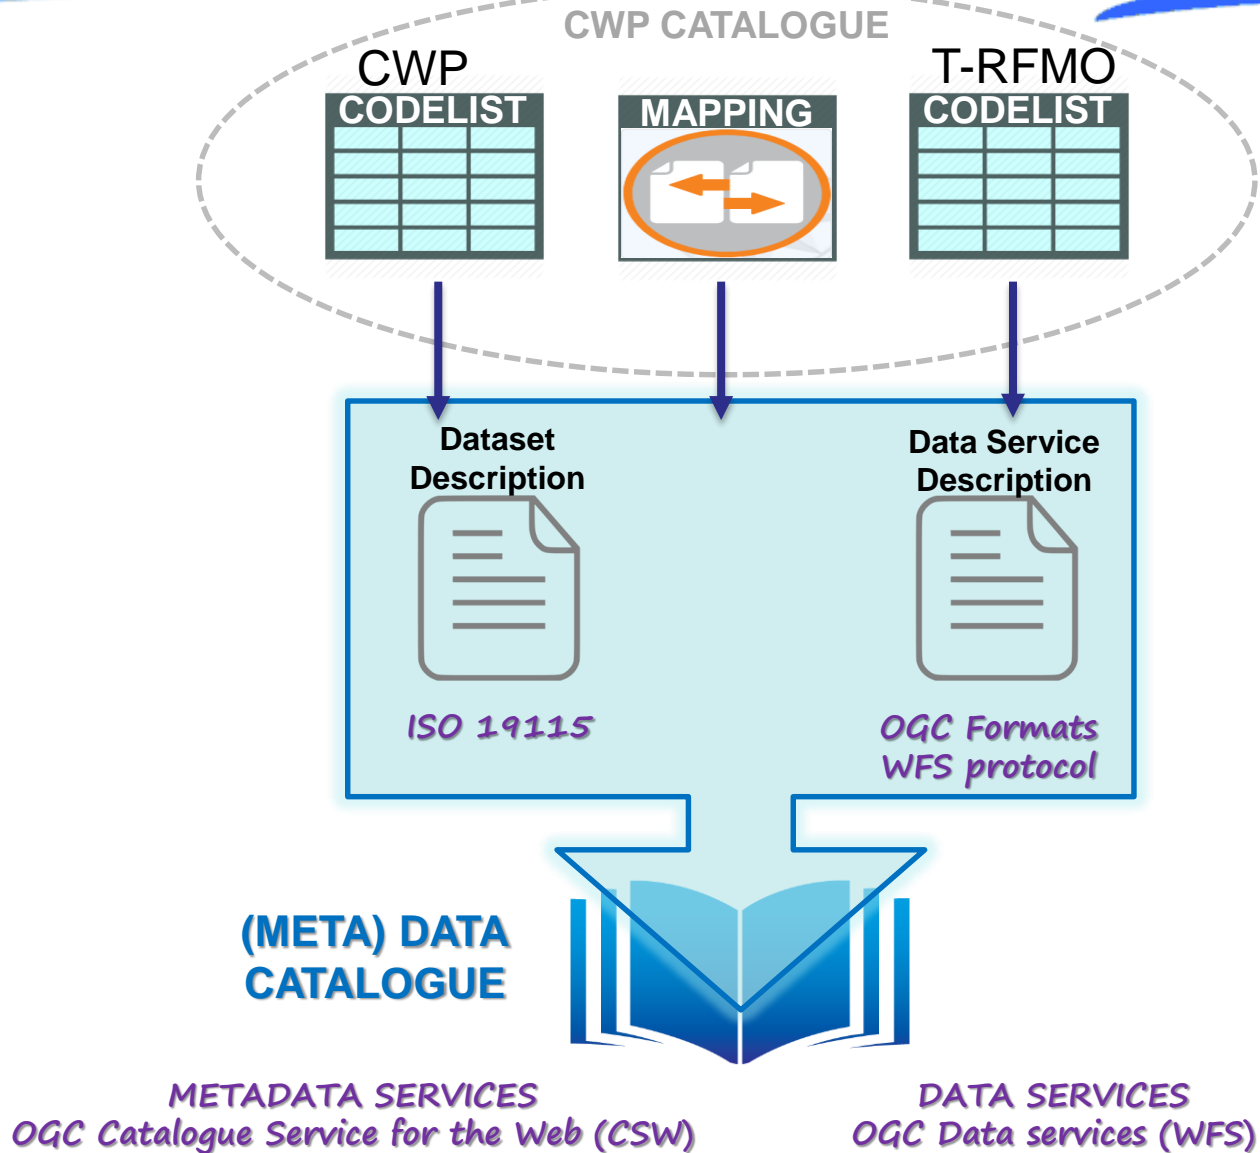 CWP CATALOGUE
CWP
T-RFMO
CODELIST
MAPPING
CODELIST
Dataset
Description
Data Service
Description
ISO 19115
OGC Formats
WFS protocol
(META) DATA
CATALOGUE
METADATA SERVICES
OGC Catalogue Service for the Web (CSW)
DATA SERVICES
OGC Data services (WFS)